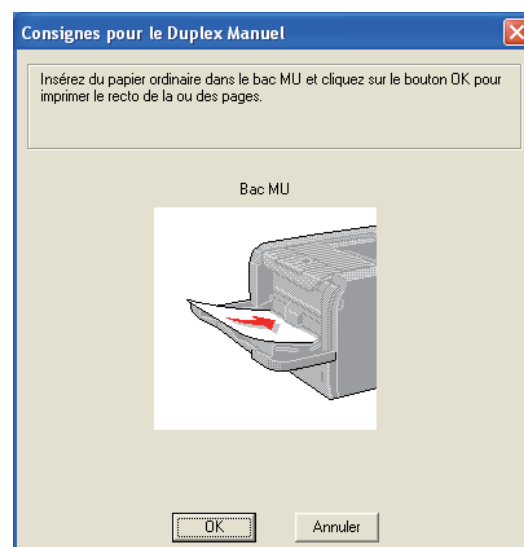 Consignes pour le Duplex Manuel
Insérez du papier ordinaire dans le bac MU et cliquez sur le bouton OK pour
imprimer le recto de la ou des pages.
Bac MU
OK
Annuler